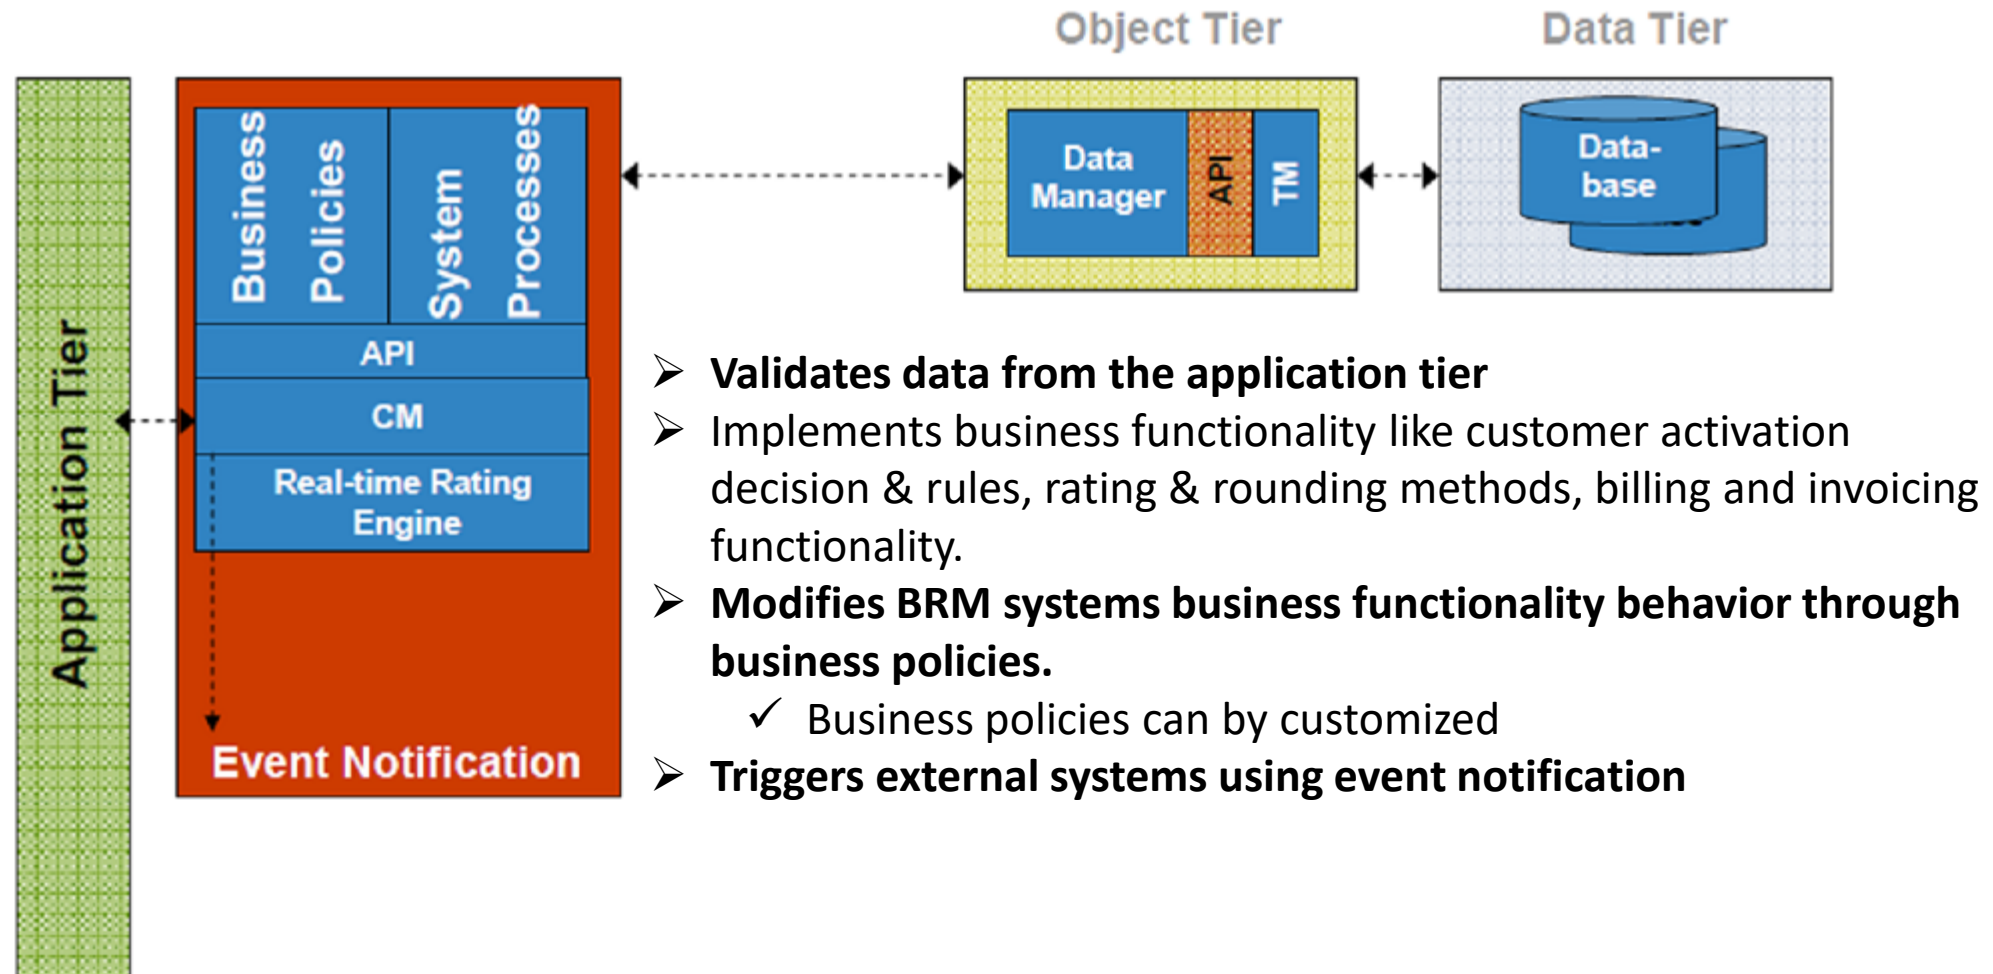 Object Tier
Data Tier
Application Tier
Business
Policies
System
Processes
API
CM
Real-time Rating
Engine
Event Notification
Data
Manager
API
TM
Data-
base
➢ Validates data from the application tier
➢ Implements business functionality like customer activation
decision & rules, rating & rounding methods, billing and invoicing
functionality.
➢ Modifies BRM systems business functionality behavior through
business policies.
✓ Business policies can by customized
➢ Triggers external systems using event notification